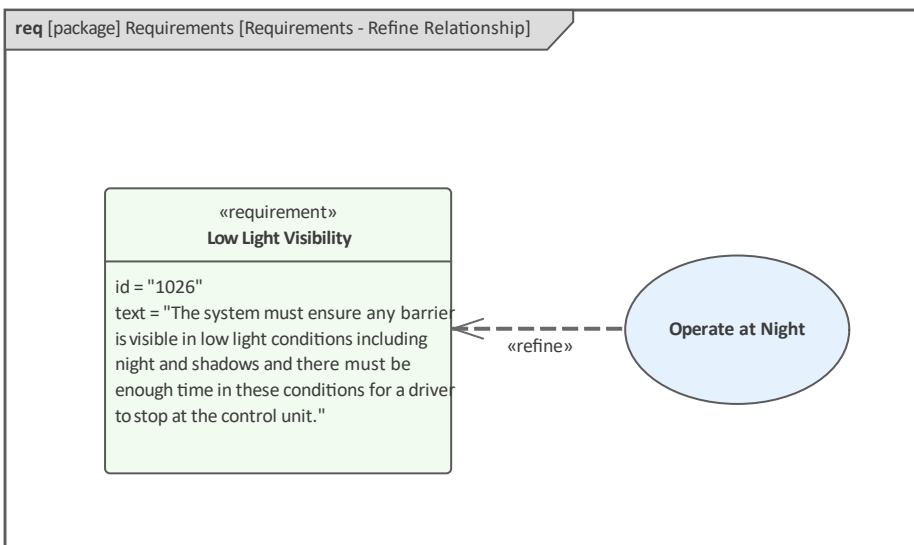 req [package] Requirements [Requirements - Refine Relationship]
«requirement»
Low Light Visibility
id = "1026"
text = "The system must ensure any barrier
is visible in low light conditions including
night and shadows and there must be
enough time in these conditions for a driver
to stop at the control unit."
«refine»
Operate at Night